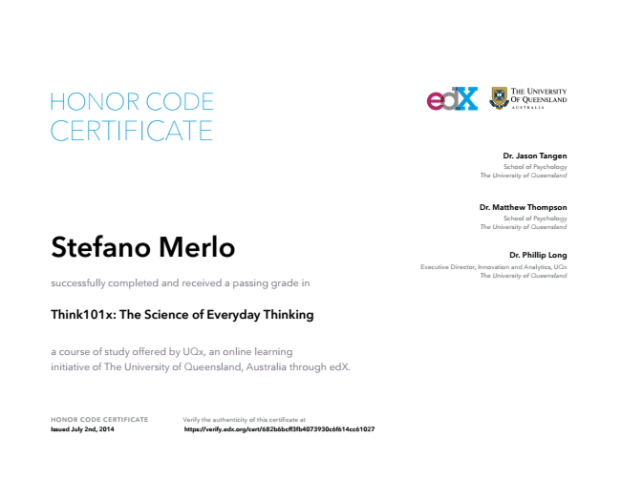 HONOR CODE
CERTIFICATE
edX
THE UNIVERSITY
OF QUEENSLAND
AUSTRALIA
Dr. Jason Tangen
School of Psychology
The University of Queensland
Dr. Matthew Thompson
School of Psychology
The University of Queensland
Dr. Phillip Long
Executive Director, Innovation and Analytics, UQx
The University of Queensland
Stefano Merlo
successfully completed and received a passing grade in
Think101x: The Science of Everyday Thinking
a course of study offered by UQx, an online learning
initiative of The University of Queensland, Australia through edX.
HONOR CODE CERTIFICATE
Issued July 2nd, 2014
Verify the authenticity of this certificate at
https://verify.edx.org/cert/682b6bcff3fb4073930c6f614cc61027